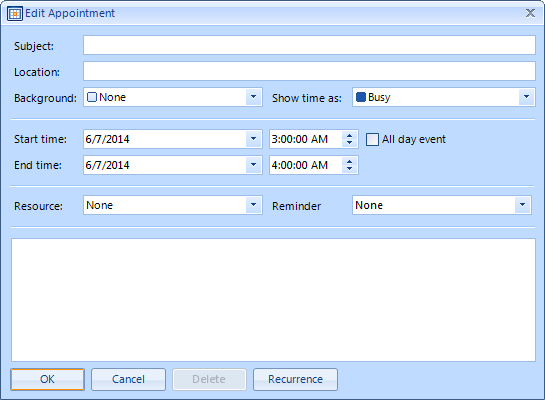 Edit Appointment
Subject:
Location:
Background: None Show time as: Busy
Start time: 6/7/2014 3:00:00 AM All day event
End time: 6/7/2014 4:00:00 AM
Resource: None Reminder None
OK Cancel Delete Recurrence